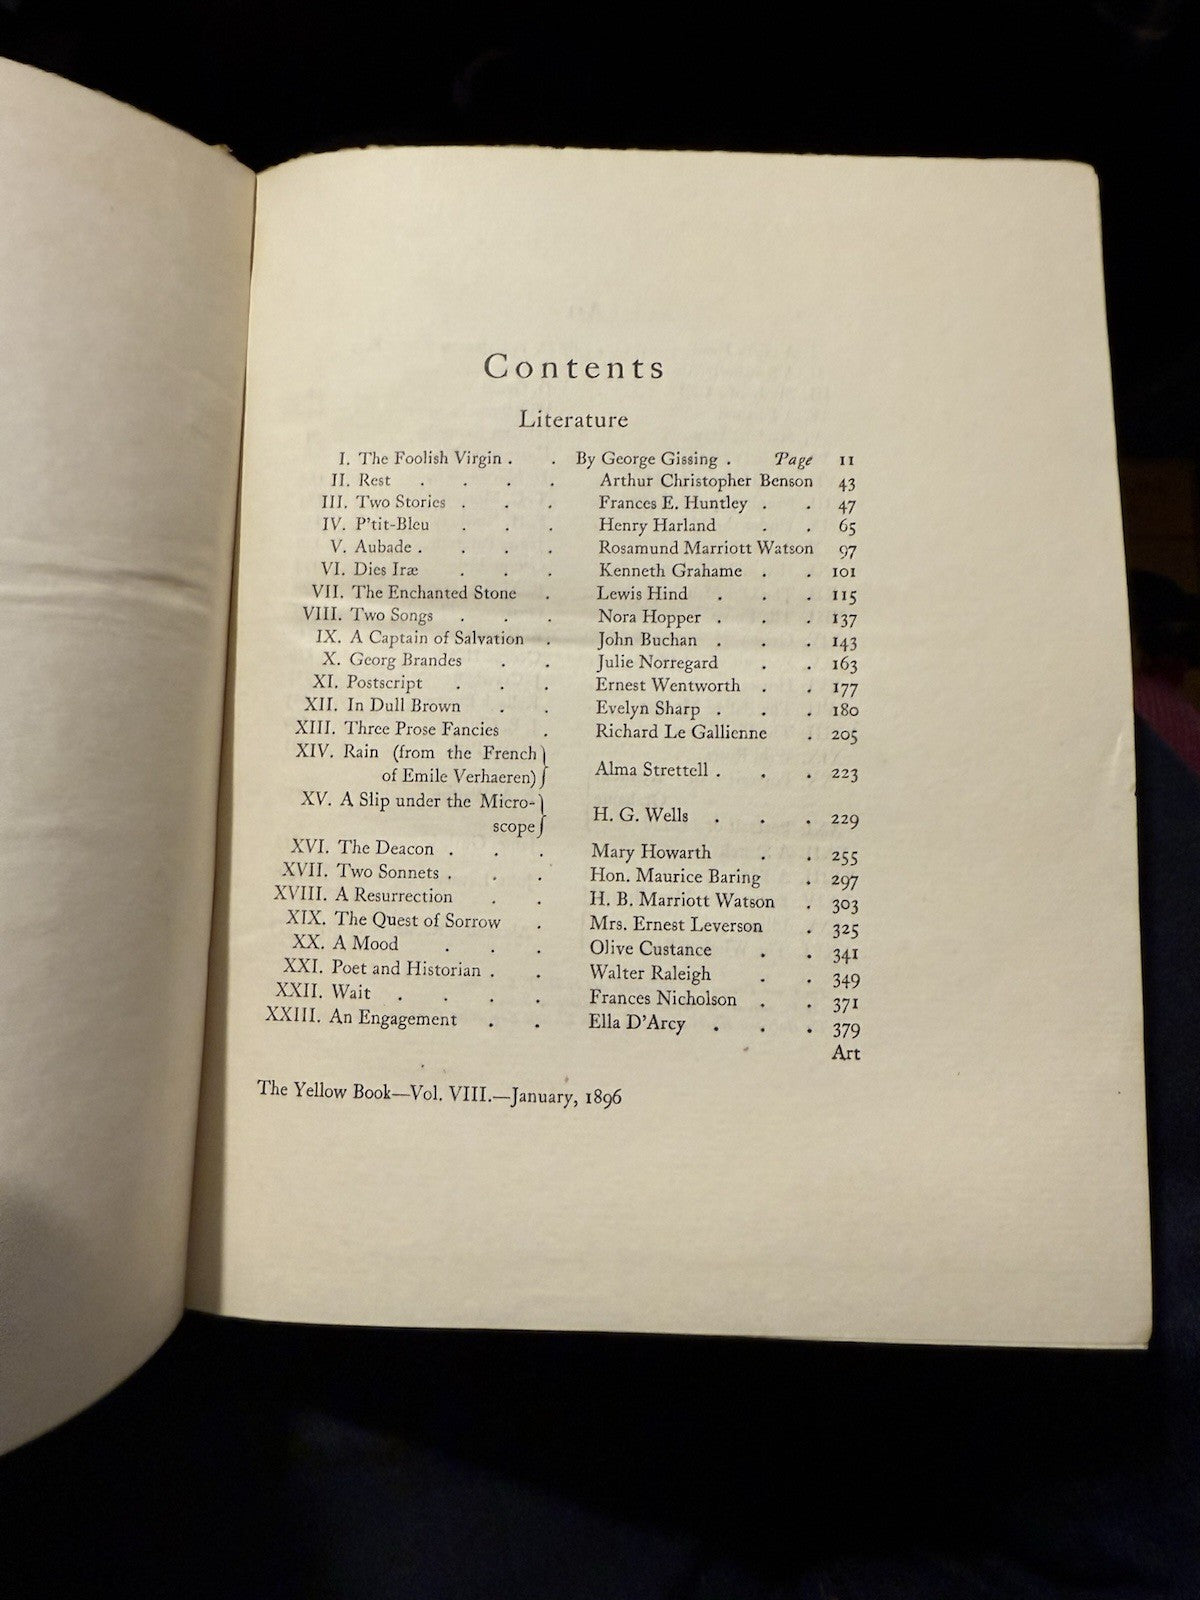 Contents
Literature
I. The Foolish Virgin . . By George Gissing . Page 11
II. Rest . . . . Arthur Christopher Benson 43
III. Two Stories . . . Frances E. Huntley . . 47
IV. P'tit-Bleu . . . Henry Harland . . 65
V. Aubade . . . . Rosamund Marriott Watson 97
VI. Dies Iræ . . . Kenneth Grahame . . 101
VII. The Enchanted Stone . Lewis Hind . . . 115
VIII. Two Songs . . . Nora Hopper . . . 137
IX. A Captain of Salvation . John Buchan . . . 143
X. Georg Brandes . . Julie Norregard . . 163
XI. Postscript . . . Ernest Wentworth . . 177
XII. In Dull Brown . . Evelyn Sharp . . . 180
XIII. Three Prose Fancies . Richard Le Gallienne . 205
XIV. Rain (from the French
of Emile Verhaeren) } Alma Strettell . . . 223
XV. A Slip under the Micro-
scope } H. G. Wells . . . 229
XVI. The Deacon . . . Mary Howarth . . 255
XVII. Two Sonnets . . . Hon. Maurice Baring . 297
XVIII. A Resurrection . . H. B. Marriott Watson . 303
XIX. The Quest of Sorrow . Mrs. Ernest Leverson . 325
XX. A Mood . . . Olive Custance . . 341
XXI. Poet and Historian . . Walter Raleigh . . 349
XXII. Wait . . . . Frances Nicholson . . 371
XXIII. An Engagement . . Ella D'Arcy . . . 379
Art
The Yellow Book—Vol. VIII.—January, 1896